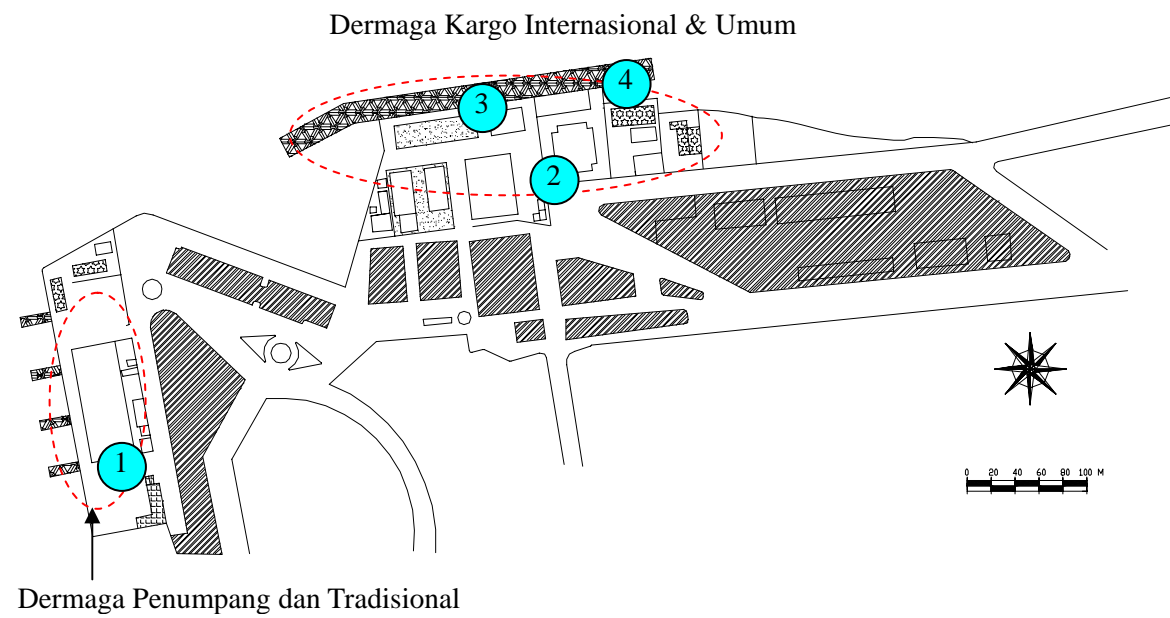 Dermaga Kargo Internasional & Umum
4
3
2
1
0 20 40 60 80 100 M
Dermaga Penumpang dan Tradisional